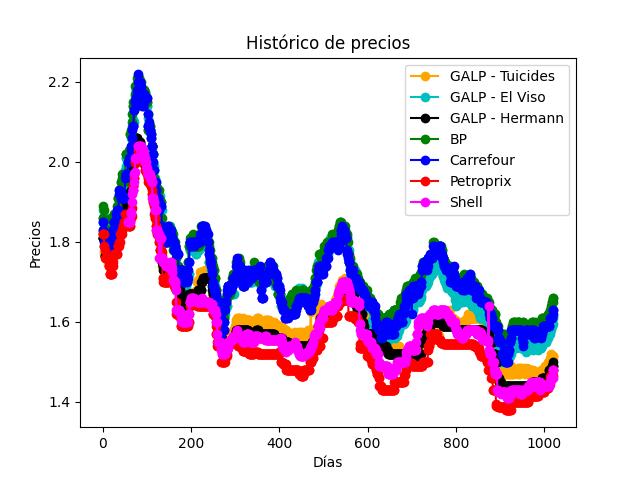 Histórico de precios
GALP - Tuicides
GALP - El Viso
GALP - Hermann
BP
Carrefour
Petroprix
Shell
Precios
2.2
2.0
1.8
1.6
1.4
0 200 400 600 800 1000
Días